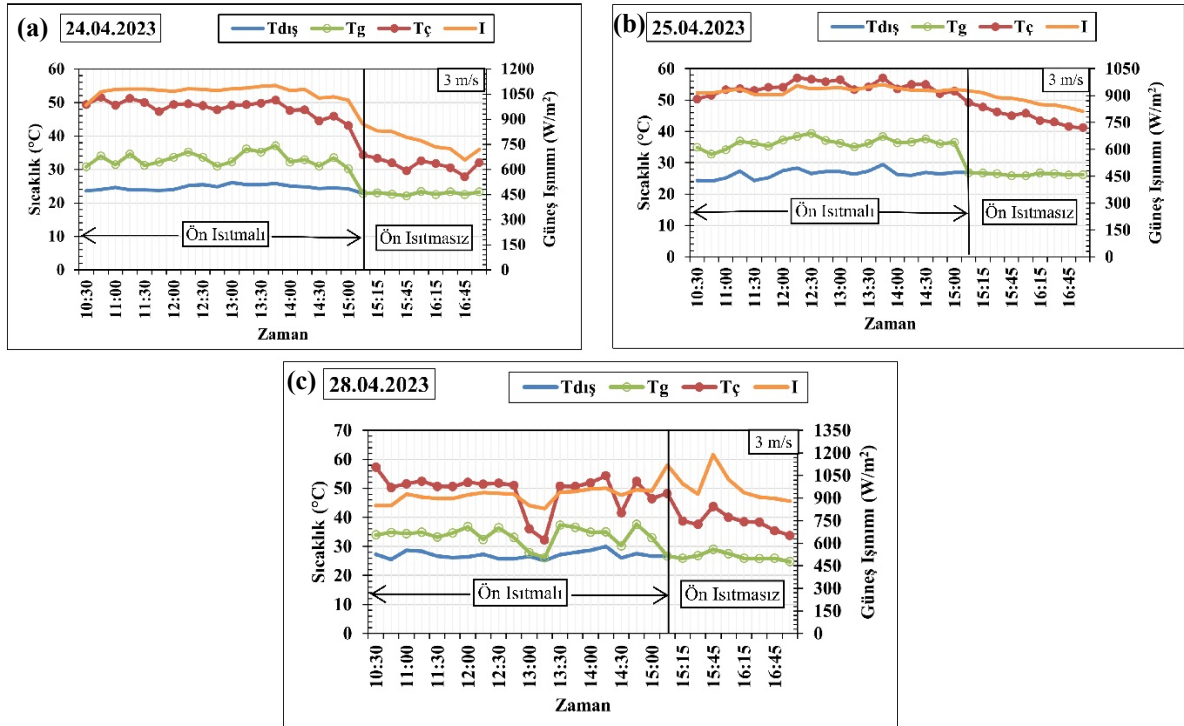 (a) 24.04.2023
Tdış Tg Tç I
3 m/s
Sıcaklık (°C)
60
50
40
30
20
10
0
Güneş Işınımı (W/m²)
1200
1050
900
750
600
450
300
150
0
Ön Isıtmalı
Ön Isıtmasız
10:30 11:00 11:30 12:00 12:30 13:00 13:30 14:00 14:30 15:00 15:15 15:45 16:15 16:45
Zaman
(b) 25.04.2023
Tdış Tg Tç I
3 m/s
Sıcaklık (°C)
60
50
40
30
20
10
0
Güneş Işınımı (W/m²)
1050
900
750
600
450
300
150
0
Ön Isıtmalı
Ön Isıtmasız
10:30 11:00 11:30 12:00 12:30 13:00 13:30 14:00 14:30 15:00 15:15 15:45 16:15 16:45
Zaman
(c) 28.04.2023
Tdış Tg Tç I
3 m/s
Sıcaklık (°C)
70
60
50
40
30
20
10
0
Güneş Işınımı (W/m²)
1350
1200
1050
900
750
600
450
300
150
0
Ön Isıtmalı
Ön Isıtmasız
10:30 11:00 11:30 12:00 12:30 13:00 13:30 14:00 14:30 15:00 15:15 15:45 16:15 16:45
Zaman